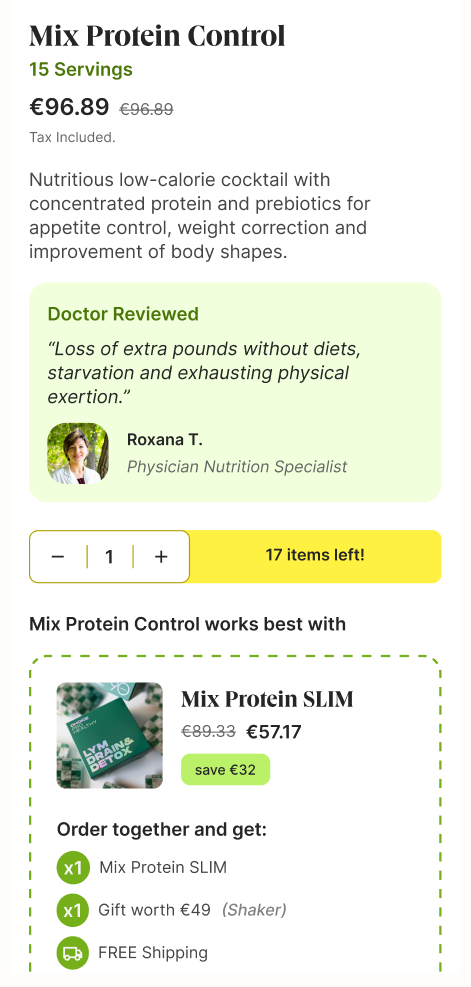 Mix Protein Control
15 Servings
€96.89 €96.89
Tax Included.
Nutritious low-calorie cocktail with
concentrated protein and prebiotics for
appetite control, weight correction and
improvement of body shapes.
Doctor Reviewed
“Loss of extra pounds without diets,
starvation and exhausting physical
exertion.”
Roxana T.
Physician Nutrition Specialist
− 1 +
17 items left!
Mix Protein Control works best with
Mix Protein SLIM
€89.33 €57.17
save €32
HEALTHY
LYM
DRAIN&
DETOX
Order together and get:
x1 Mix Protein SLIM
x1 Gift worth €49 (Shaker)
FREE Shipping